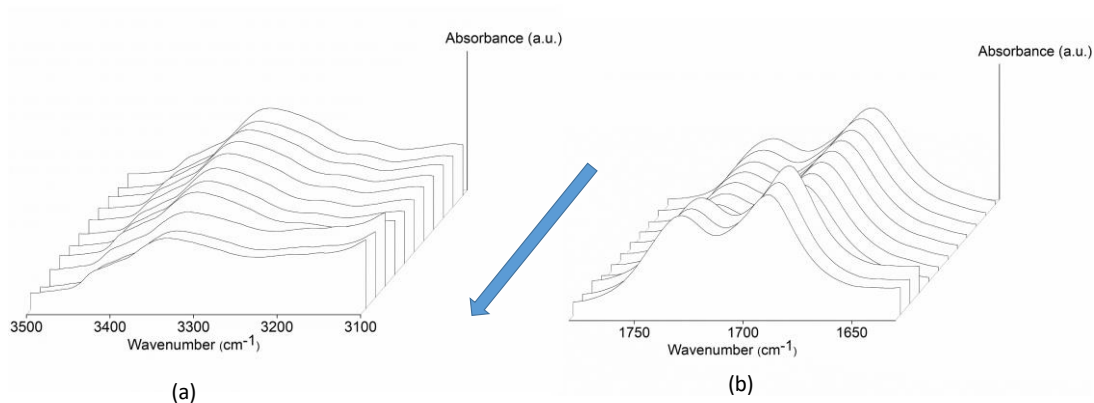 Absorbance (a.u.)
3500 3400 3300 3200 3100
Wavenumber (cm⁻¹)
(a)
Absorbance (a.u.)
1750 1700 1650
Wavenumber (cm⁻¹)
(b)